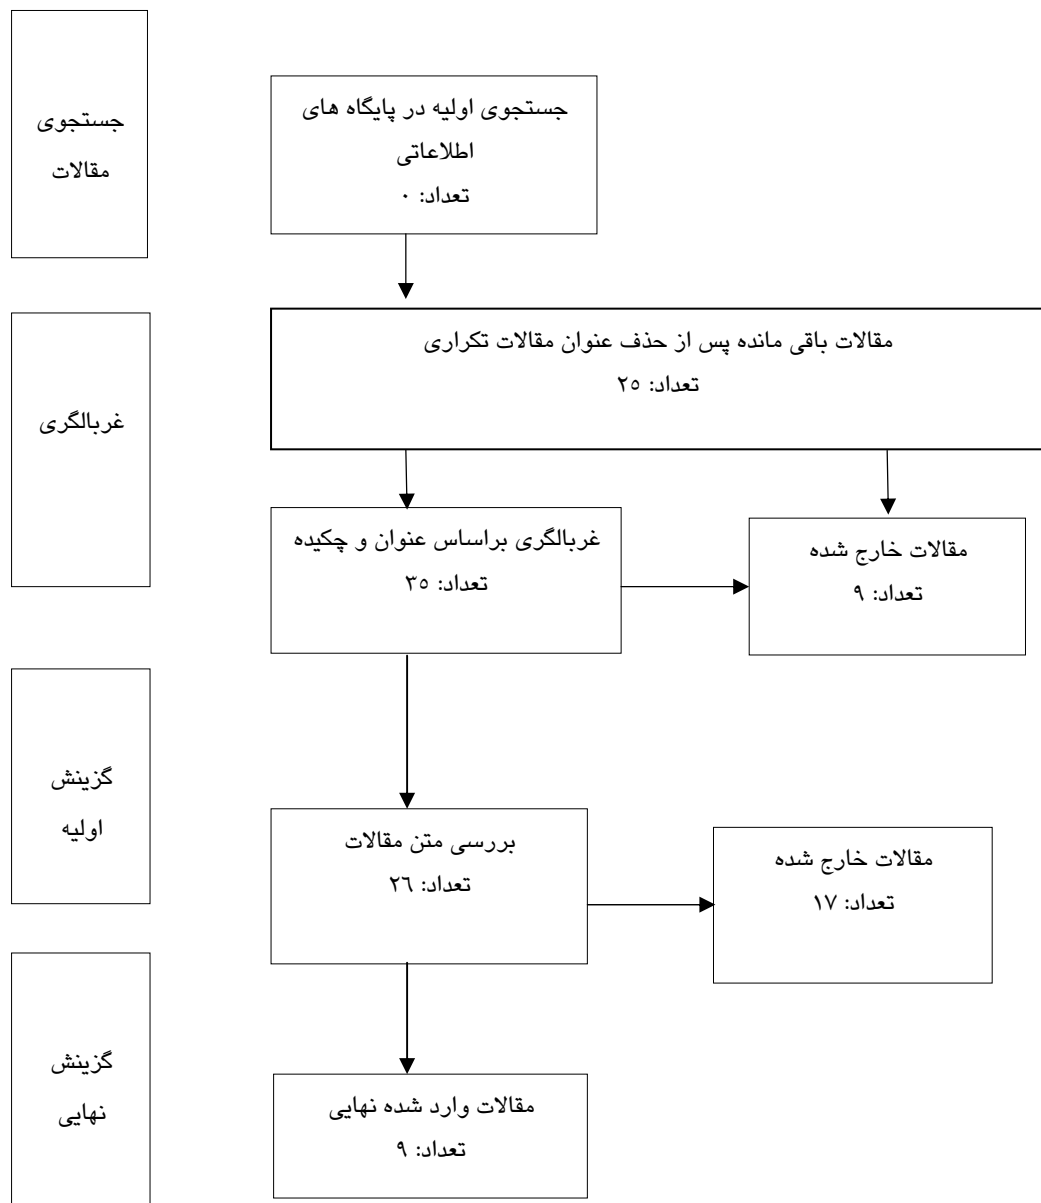 جستجوی
مقالات
جستجوی اولیه در پایگاه های
اطلاعاتی
تعداد: ۰
غربالگری
مقالات باقی مانده پس از حذف عنوان مقالات تکراری
تعداد: ۲۵
غربالگری براساس عنوان و چکیده
تعداد: ۳۵
مقالات خارج شده
تعداد: ۹
گزینش
اولیه
بررسی متن مقالات
تعداد: ۲۶
مقالات خارج شده
تعداد: ۱۷
گزینش
نهایی
مقالات وارد شده نهایی
تعداد: ۹